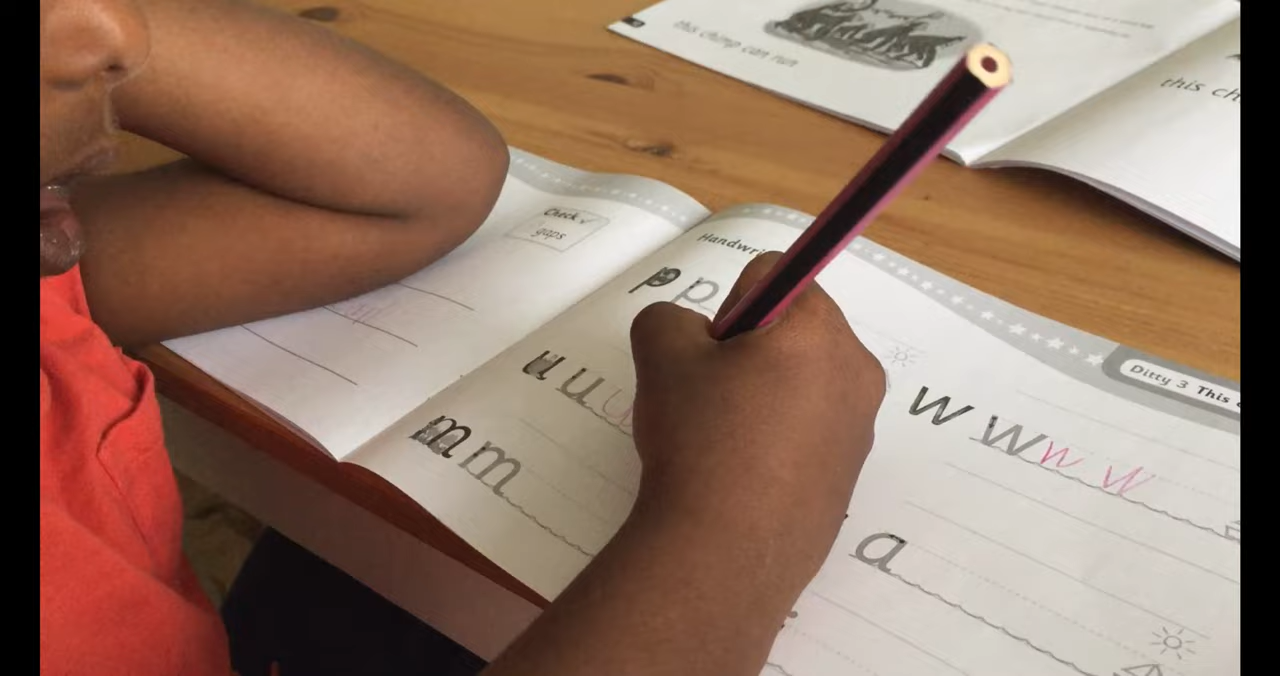 this chimp can run
this ch
Check ✓
gaps
Handwri
p p
u u u
m m
w w w w
a
Ditty 3 This